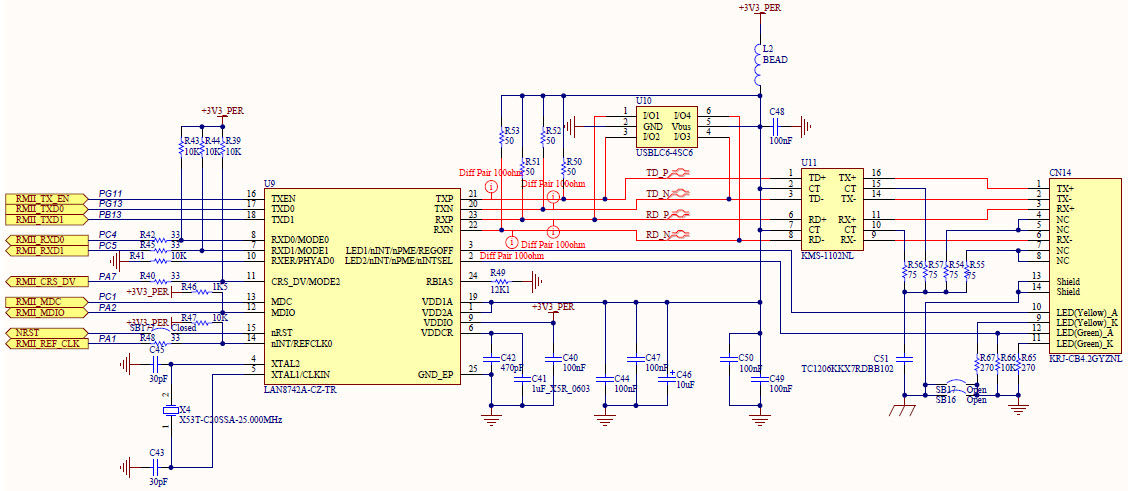 +3V3_PER
L2
BEAD
U10
1 I/O1 I/O4 6
2 GND Vbus 5
3 I/O2 I/O3 4
USBLC6-4SC6
C48
100nF
+3V3_PER
R43 R44 R39
10K 10K 10K
R53
50
R52
50
R51
50
R50
50
Diff Pair 100ohm
Diff Pair 100ohm
Diff Pair 100ohm
Diff Pair 100ohm
TD_P
TD_N
RD_P
RD_N
RMII_TX_EN PG11
RMII_TXD0 PG13
RMII_TXD1 PB13
RMII_RXD0 PC4 R42 33
RMII_RXD1 PC5 R45 33
R41 10K
RMII_CRS_DV PA7 R40 33
+3V3_PER R46 1K5
RMII_MDC PC1
RMII_MDIO PA2
+3V3_PER R47 10K
NRST SB17 Closed
RMII_REF_CLK PA1 R48 33
U9
16 TXEN TXP 21
17 TXD0 TXN 20
18 TXD1 RXP 23
RXN 22
8 RXD0/MODE0
7 RXD1/MODE1 LED1/nINT/nPME/REGOFF 3
10 RXER/PHYAD0 LED2/nINT/nPME/nINTSEL 2
11 CRS_DV/MODE2 RBIAS 24
13 MDC VDD1A 19
12 MDIO VDD2A 1
VDDIO 9
15 nRST VDDCR 6
14 nINT/REFCLK0
4 XTAL2
5 XTAL1/CLKIN GND_EP 25
LAN8742A-CZ-TR
R49
12K1
+3V3_PER
C45
30pF
2
X4
X53T-C20SSA-25.000MHz
1
C43
30pF
C42
470pF
C41
1uF_X5R_0603
C40
100nF
C44
100nF
C47
100nF
+
C46
10uF
C50
100nF
C49
100nF
U11
1 TD+ TX+ 16
2 CT CT 15
3 TD- TX- 14
6 RD+ RX+ 11
7 CT CT 10
8 RD- RX- 9
KMS-1102NL
R56 R57 R54 R55
75 75 75 75
C51
TC1206KKX7RDBB102
R67 R66 R65
270 10K 270
SB17 Open
SB16 Open
CN14
1 TX+
2 TX-
3 RX+
4 NC
5 NC
6 RX-
7 NC
8 NC
13 Shield
14 Shield
10 LED(Yellow)_A
9 LED(Yellow)_K
12 LED(Green)_A
11 LED(Green)_K
KRJ-CB4.2GYZNL